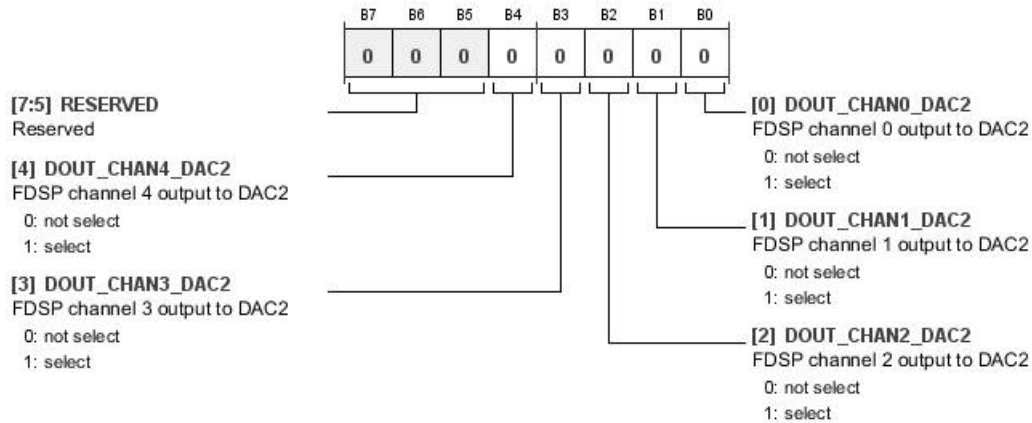 B7 B6 B5 B4 B3 B2 B1 B0
0 0 0 0 0 0 0 0
[7:5] RESERVED
Reserved
[4] DOUT_CHAN4_DAC2
FDSP channel 4 output to DAC2
0: not select
1: select
[3] DOUT_CHAN3_DAC2
FDSP channel 3 output to DAC2
0: not select
1: select
[0] DOUT_CHAN0_DAC2
FDSP channel 0 output to DAC2
0: not select
1: select
[1] DOUT_CHAN1_DAC2
FDSP channel 1 output to DAC2
0: not select
1: select
[2] DOUT_CHAN2_DAC2
FDSP channel 2 output to DAC2
0: not select
1: select